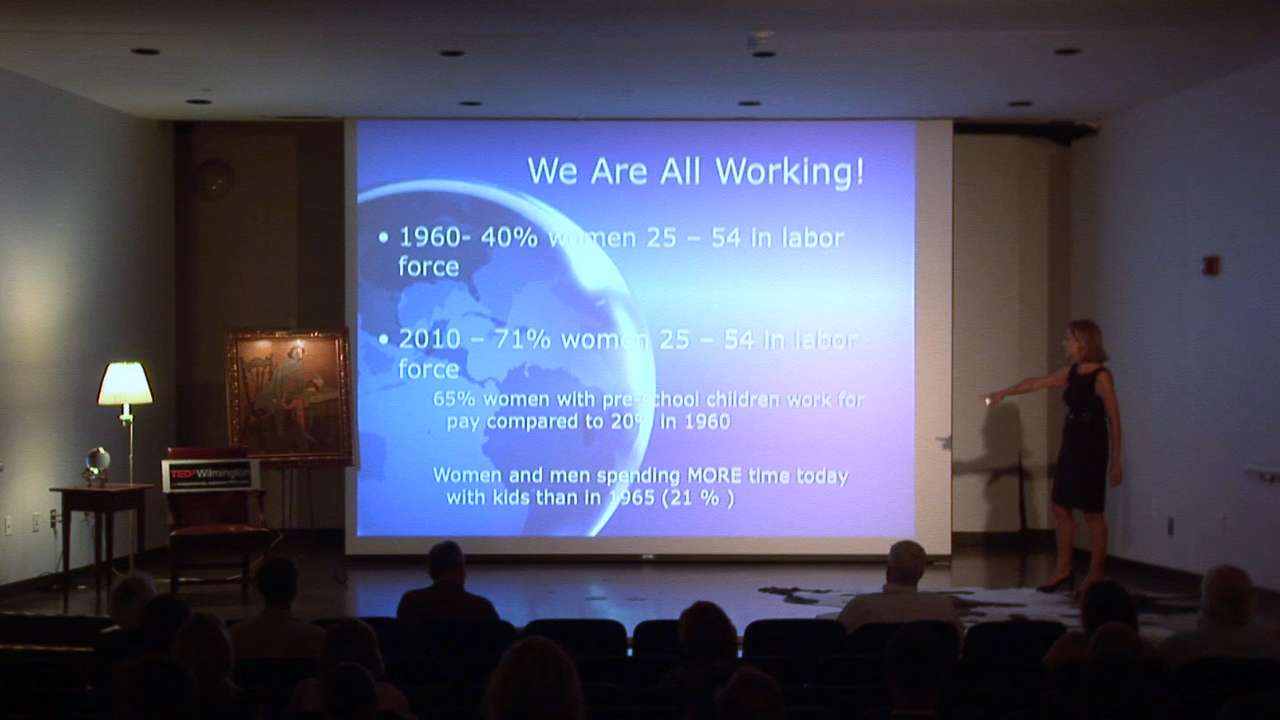 We Are All Working!
• 1960- 40% women 25 – 54 in labor
force
• 2010 – 71% women 25 – 54 in labor
force
65% women with pre-school children work for
pay compared to 20% in 1960
Women and men spending MORE time today
with kids than in 1965 (21 % )
TEDxWilmington